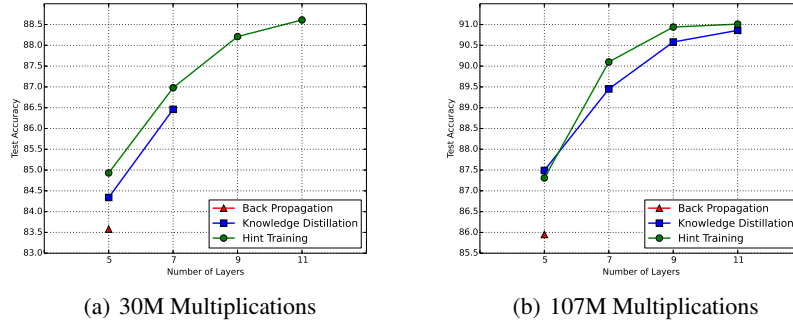 88.5
88.0
87.5
87.0
86.5
86.0
85.5
85.0
84.5
84.0
83.5
83.0
Test Accuracy
5 7 9 11
Number of Layers
Back Propagation
Knowledge Distillation
Hint Training
(a) 30M Multiplications
91.0
90.5
90.0
89.5
89.0
88.5
88.0
87.5
87.0
86.5
86.0
85.5
Test Accuracy
5 7 9 11
Number of Layers
Back Propagation
Knowledge Distillation
Hint Training
(b) 107M Multiplications